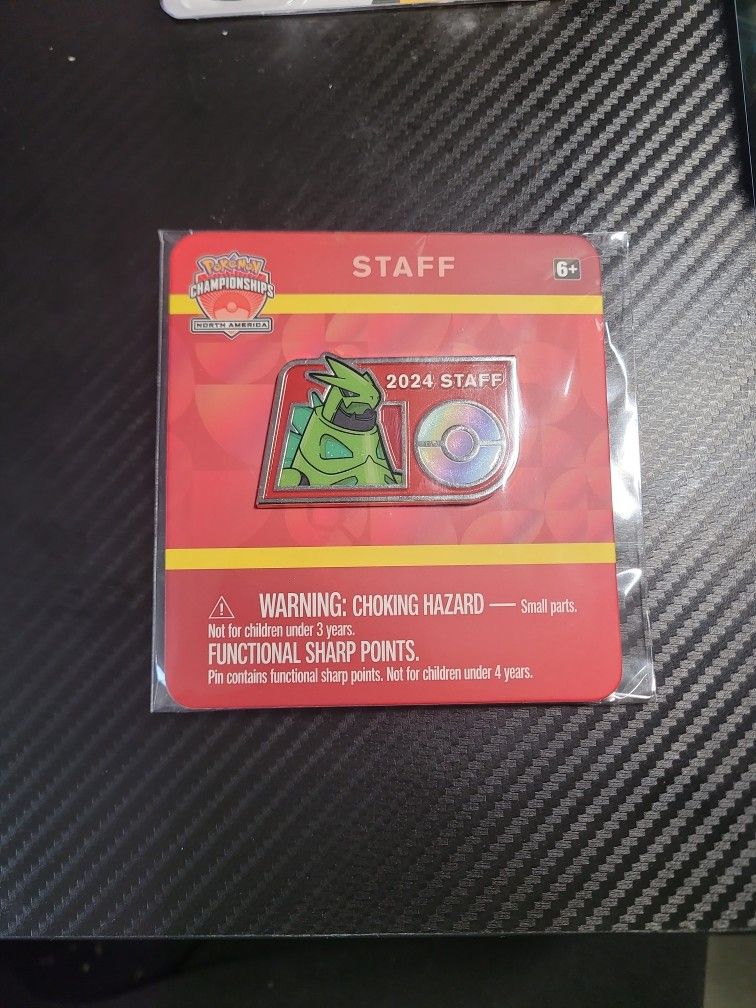 Pokémon
CHAMPIONSHIPS
NORTH AMERICA
STAFF
6+
2024 STAFF
WARNING: CHOKING HAZARD — Small parts.
Not for children under 3 years.
FUNCTIONAL SHARP POINTS.
Pin contains functional sharp points. Not for children under 4 years.